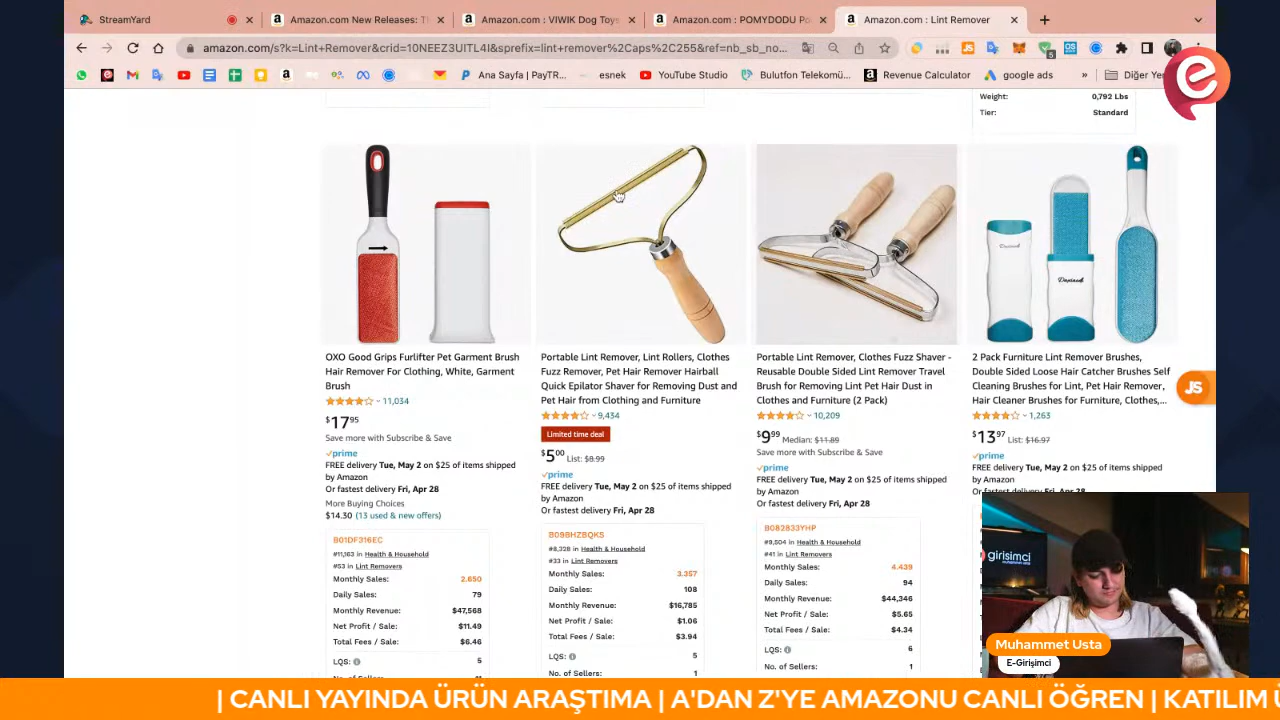 StreamYard
Amazon.com New Releases: T
Amazon.com : VIWIK Dog Toys
Amazon.com : POMYDODU Po
Amazon.com : Lint Remover
amazon.com/s?k=Lint+Remover&crid=10NEEZ3UITL4I&sprefix=lint+remover%2Caps%2C255&ref=nb_sb_no...
Ana Sayfa | PayTR...
esnek
YouTube Studio
Bulutfon Telekomü...
Revenue Calculator
google ads
»
Diğer Yer
Weight: 0,792 Lbs
Tier: Standard
OXO Good Grips Furlifter Pet Garment Brush
Hair Remover For Clothing, White, Garment
Brush
11,034
$17.95
Save more with Subscribe & Save
prime
FREE delivery Tue, May 2 on $25 of items shipped
by Amazon
Or fastest delivery Fri, Apr 28
More Buying Choices
$14.30 (13 used & new offers)
B01DF316EC
#11,163 in Health & Household
#53 in Lint Removers
Monthly Sales: 2.650
Daily Sales: 79
Monthly Revenue: $47,568
Net Profit / Sale: $11.49
Total Fees / Sale: $6.46
LQS: 5
Portable Lint Remover, Lint Rollers, Clothes
Fuzz Remover, Pet Hair Remover Hairball
Quick Epilator Shaver for Removing Dust and
Pet Hair from Clothing and Furniture
9,434
Limited time deal
$5.00 List: $8.99
prime
FREE delivery Tue, May 2 on $25 of items shipped
by Amazon
Or fastest delivery Fri, Apr 28
B09BHZBQKS
#8,328 in Health & Household
#33 in Lint Removers
Monthly Sales: 3.357
Daily Sales: 108
Monthly Revenue: $16,785
Net Profit / Sale: $1.06
Total Fees / Sale: $3.94
LQS: 5
No. of Sellers: 1
Portable Lint Remover, Clothes Fuzz Shaver -
Reusable Double Sided Lint Remover Travel
Brush for Removing Lint Pet Hair Dust in
Clothes and Furniture (2 Pack)
10,209
$9.99 Median: $11.89
Save more with Subscribe & Save
prime
FREE delivery Tue, May 2 on $25 of items shipped
by Amazon
Or fastest delivery Fri, Apr 28
B082833YHP
#9,504 in Health & Household
#41 in Lint Removers
Monthly Sales: 4.439
Daily Sales: 94
Monthly Revenue: $44,346
Net Profit / Sale: $5.65
Total Fees / Sale: $4.34
LQS: 6
No. of Sellers: 1
2 Pack Furniture Lint Remover Brushes,
Double Sided Loose Hair Catcher Brushes Self
Cleaning Brushes for Lint, Pet Hair Remover,
Hair Cleaner Brushes for Furniture, Clothes,...
1,263
$13.97 List: $16.97
prime
FREE delivery Tue, May 2 on $25 of items shipped
by Amazon
JS
girisimci
Muhammet Usta
E-Girişimci
| CANLI YAYINDA ÜRÜN ARAŞTIMA | A'DAN Z'YE AMAZONU CANLI ÖĞREN | KATILIM Ü